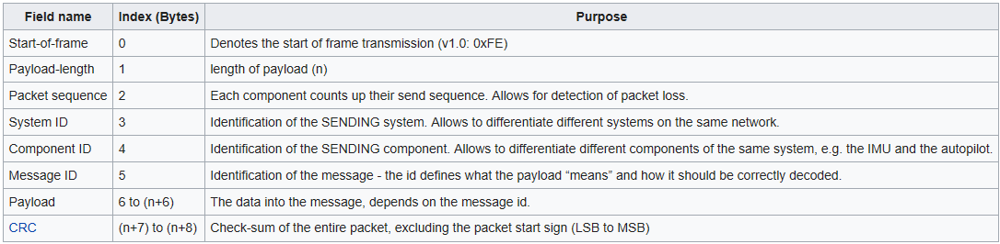 Field name Index (Bytes) Purpose
Start-of-frame 0 Denotes the start of frame transmission (v1.0: 0xFE)
Payload-length 1 length of payload (n)
Packet sequence 2 Each component counts up their send sequence. Allows for detection of packet loss.
System ID 3 Identification of the SENDING system. Allows to differentiate different systems on the same network.
Component ID 4 Identification of the SENDING component. Allows to differentiate different components of the same system, e.g. the IMU and the autopilot.
Message ID 5 Identification of the message - the id defines what the payload “means” and how it should be correctly decoded.
Payload 6 to (n+6) The data into the message, depends on the message id.
CRC (n+7) to (n+8) Check-sum of the entire packet, excluding the packet start sign (LSB to MSB)